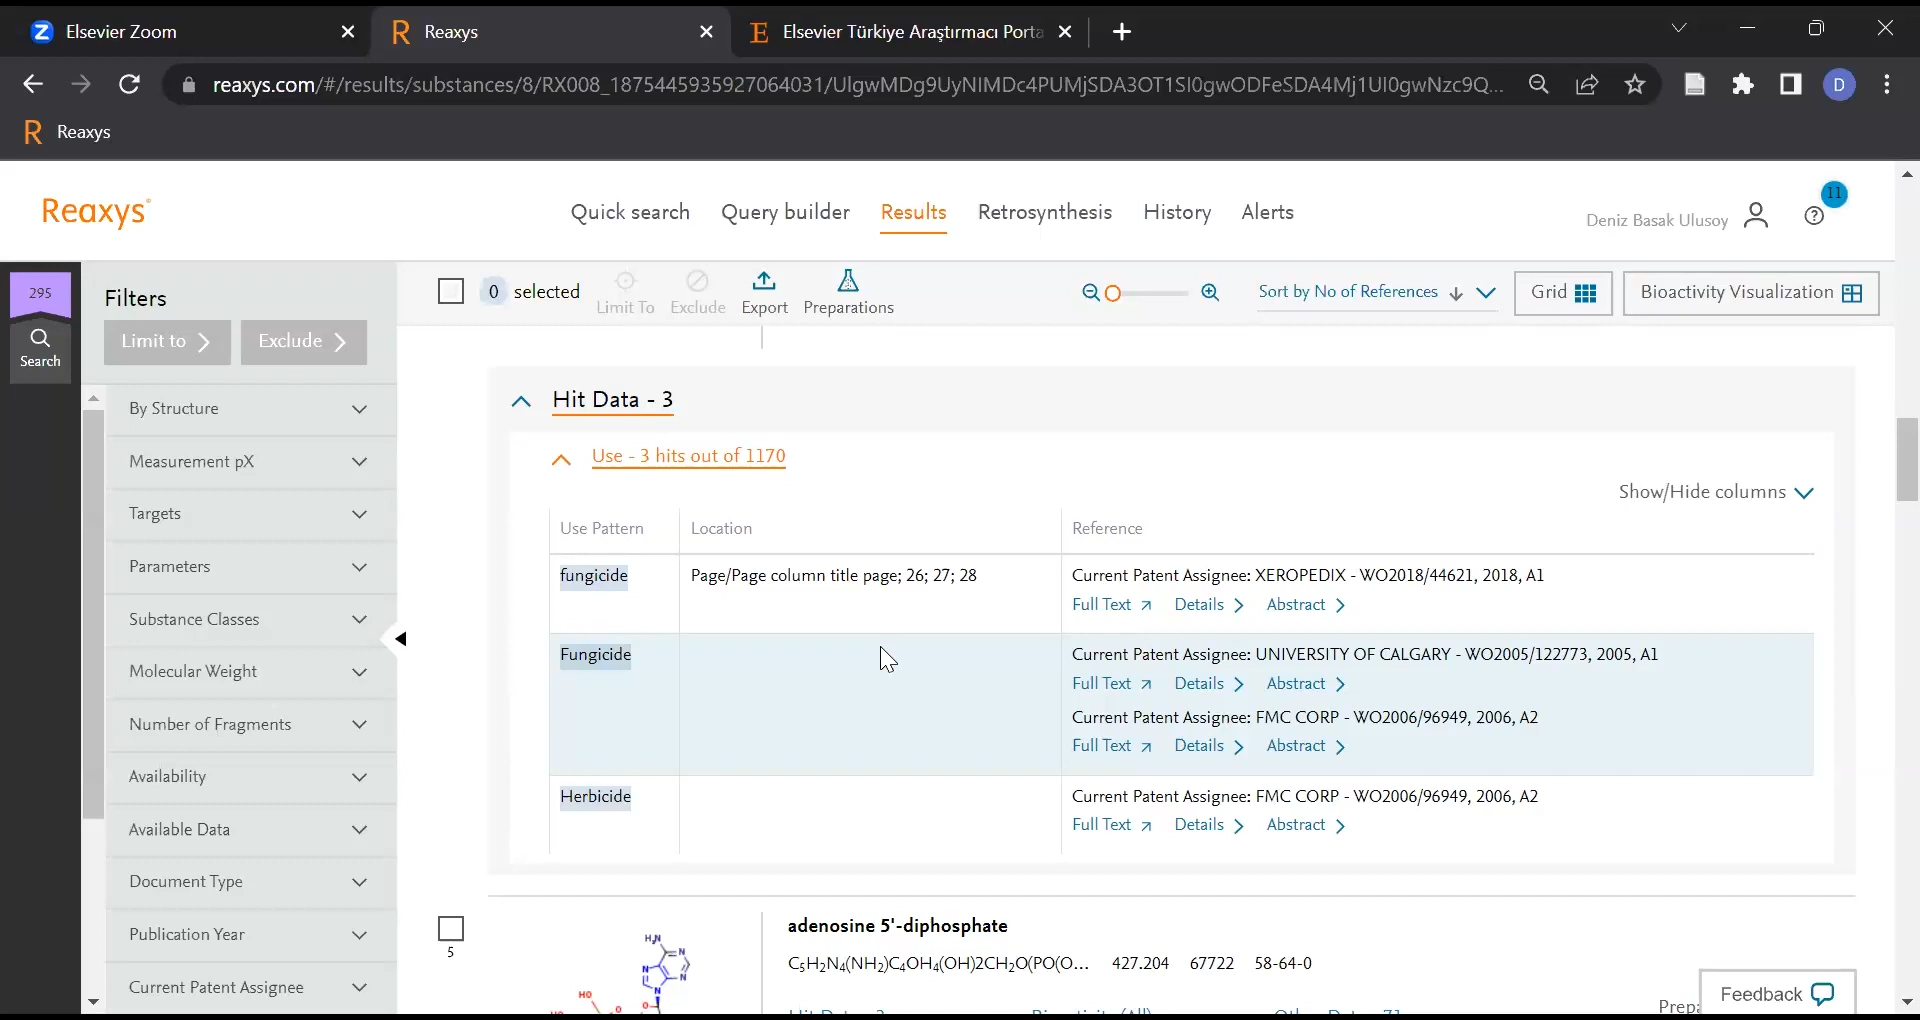 Elsevier Zoom
Reaxys
Elsevier Türkiye Araştırmacı Porta
reaxys.com/#/results/substances/8/RX008_1875445935927064031/UlgwMDg9UyNIMDc4PUMjSDA3OT1SI0gwODFeSDA4Mj1UI0gwNzc9Q...
D
R Reaxys
Reaxys
Quick search
Query builder
Results
Retrosynthesis
History
Alerts
Deniz Basak Ulusoy
11
295
Search
Filters
Limit to
Exclude
0 selected
Limit To
Exclude
Export
Preparations
Sort by No of References
Grid
Bioactivity Visualization
By Structure
Measurement pX
Targets
Parameters
Substance Classes
Molecular Weight
Number of Fragments
Availability
Available Data
Document Type
Publication Year
Current Patent Assignee
Hit Data - 3
Use - 3 hits out of 1170
Show/Hide columns
Use Pattern Location Reference
fungicide Page/Page column title page; 26; 27; 28 Current Patent Assignee: XEROPEDIX - WO2018/44621, 2018, A1
Full Text Details Abstract
Fungicide Current Patent Assignee: UNIVERSITY OF CALGARY - WO2005/122773, 2005, A1
Full Text Details Abstract
Current Patent Assignee: FMC CORP - WO2006/96949, 2006, A2
Full Text Details Abstract
Herbicide Current Patent Assignee: FMC CORP - WO2006/96949, 2006, A2
Full Text Details Abstract
5
adenosine 5'-diphosphate
C₅H₂N₄(NH₂)C₄OH₄(OH)2CH₂O(PO(O... 427.204 67722 58-64-0
H₂N
N
N
N
N
HO
Feedback